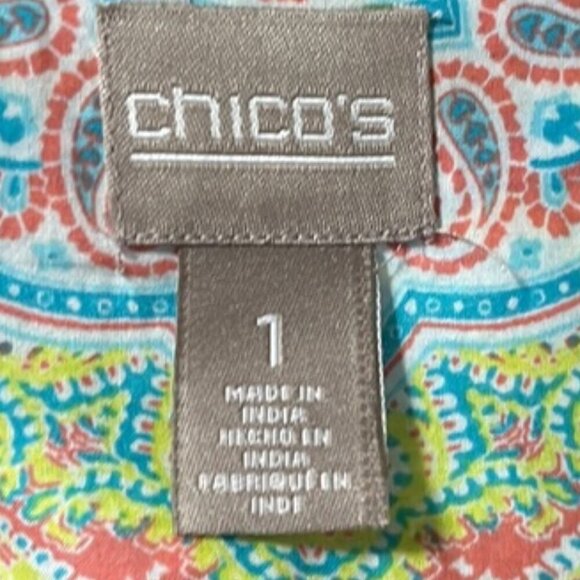 chico's
1
MADE IN
INDIA
HECHO EN
INDIA
FABRIQUÉ EN
INDE